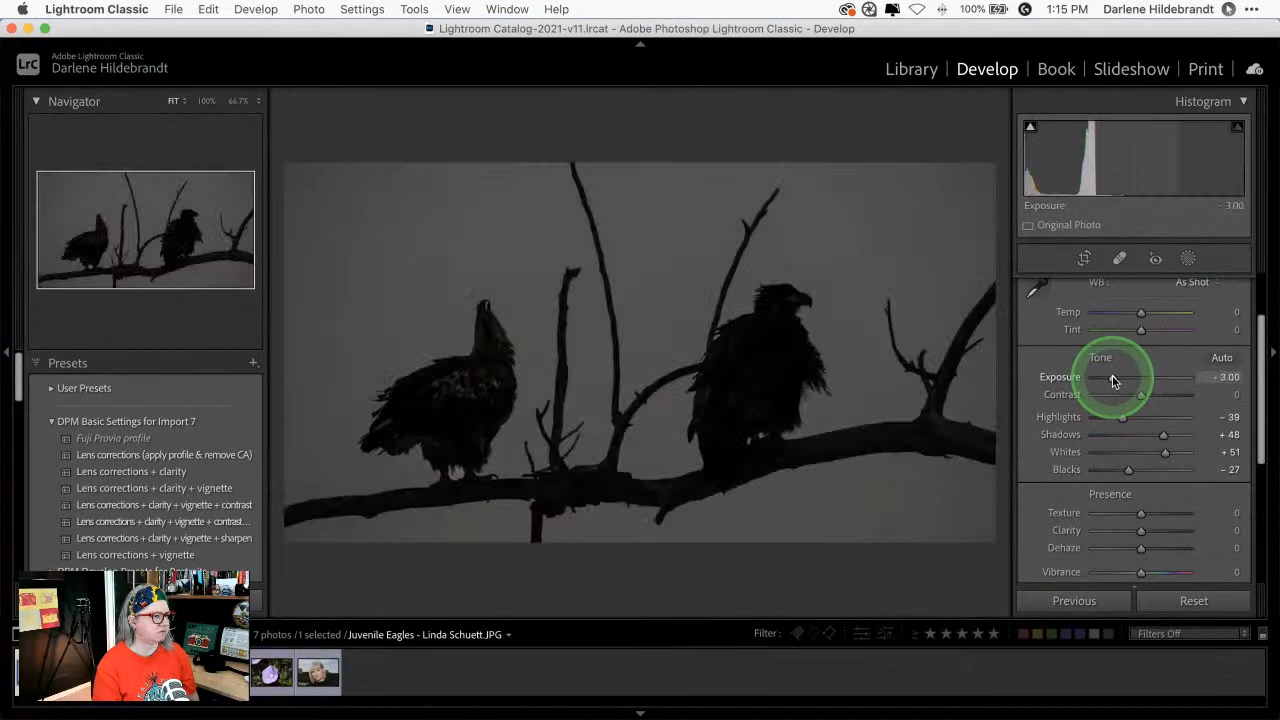 Lightroom Classic File Edit Develop Photo Settings Tools View Window Help 100% 1:15 PM Darlene Hildebrandt
Lightroom Catalog-2021-v11.lrcat - Adobe Photoshop Lightroom Classic - Develop
LrC
Adobe Lightroom Classic
Darlene Hildebrandt
Library Develop Book Slideshow Print
Navigator FIT 100% 66.7%
Histogram
Exposure - 3.00
Original Photo
WB : As Shot
Temp 0
Tint 0
Tone Auto
Exposure - 3.00
Contrast 0
Highlights - 39
Shadows + 48
Whites + 51
Blacks - 27
Presence
Texture 0
Clarity 0
Dehaze 0
Vibrance 0
Previous Reset
Presets +
User Presets
DPM Basic Settings for Import 7
Fuji Provia profile
Lens corrections (apply profile & remove CA)
Lens corrections + clarity
Lens corrections + clarity + vignette
Lens corrections + clarity + vignette + contrast
Lens corrections + clarity + vignette + contrast...
Lens corrections + clarity + vignette + sharpen
Lens corrections + vignette
7 photos /1 selected /Juvenile Eagles - Linda Schuett.JPG
Filter : ≥ ★★★★★ Filters Off